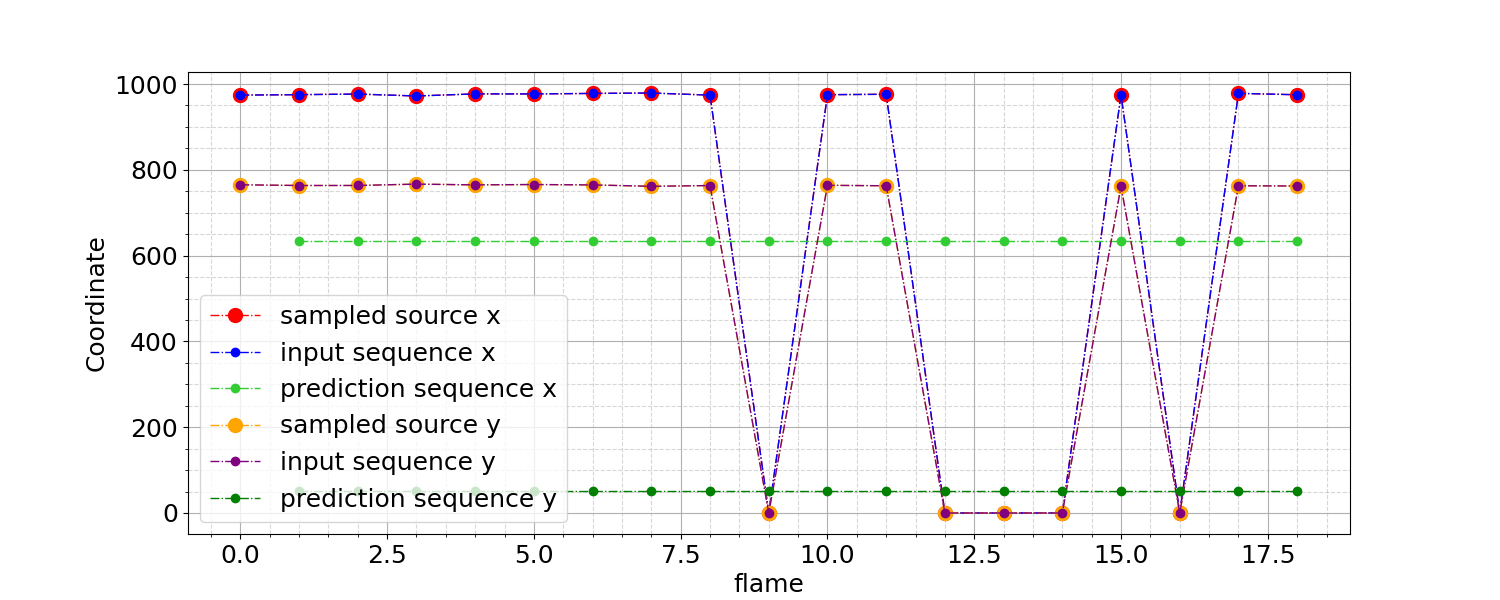 1000
800
600
400
200
0
Coordinate
sampled source x
input sequence x
prediction sequence x
sampled source y
input sequence y
prediction sequence y
0.0 2.5 5.0 7.5 10.0 12.5 15.0 17.5
flame